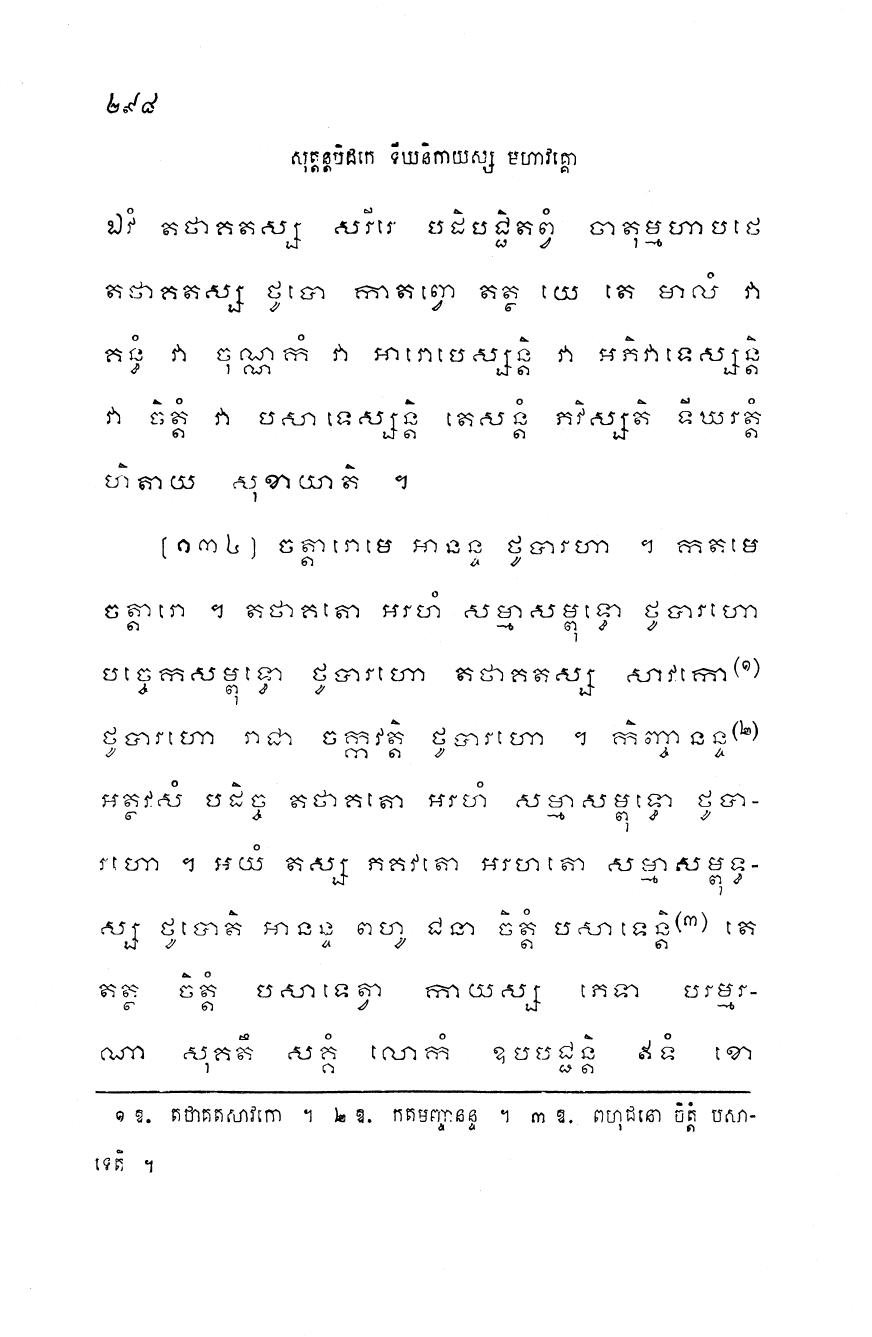 ២៩៨
សុត្តន្តបិដកេ ទីឃនិកាយស្ស មហាវគ្គោ
ឯវំ តថាគតស្ស សរីរេ បដិបជ្ជិតព្វំ ចាតុម្មហាបថេ
តថាគតស្ស ថូបោ កាតព្វោ តត្ថ យេ តេ មាលំ វា
គន្ធំ វា ចុណ្ណកំ វា អារោបេស្សន្តិ វា អភិវាទេស្សន្តិ
វា ចិត្តំ វា បសាទេស្សន្តិ តេសន្តំ ភវិស្សតិ ទីឃរត្តំ
ហិតាយ សុខាយាតិ ។
[១៣៤] ចត្តារោមេ អានន្ទ ថូបារហា ។ កតមេ
ចត្តារោ ។ តថាគតោ អរហំ សម្មាសម្ពុទ្ធោ ថូបារហោ
បច្ចេកសម្ពុទ្ធោ ថូបារហោ តថាគតស្ស សាវកោ(១)
ថូបារហោ រាជា ចក្កវត្តិ ថូបារហោ ។ កិញ្ចានន្ទ(២)
អត្ថវសំ បដិច្ច តថាគតោ អរហំ សម្មាសម្ពុទ្ធោ ថូបា-
រហោ ។ អយំ តស្ស ភគវតោ អរហតោ សម្មាសម្ពុទ្ធ-
ស្ស ថូបោតិ អានន្ទ ពហូ ជនា ចិត្តំ បសាទេន្តិ(៣) តេ
តត្ថ ចិត្តំ បសាទេត្វា កាយស្ស ភេទា បរម្មរ-
ណា សុគតឹ សគ្គំ លោកំ ឧបបជ្ជន្តិ ឥទំ ខោ
១ ឱ. តថាគតសាវកោ ។ ២ ឱ. កតមញ្ចានន្ទ ។ ៣ ឱ. ពហុជនោ ចិត្តំ បសា-
ទេតិ ។